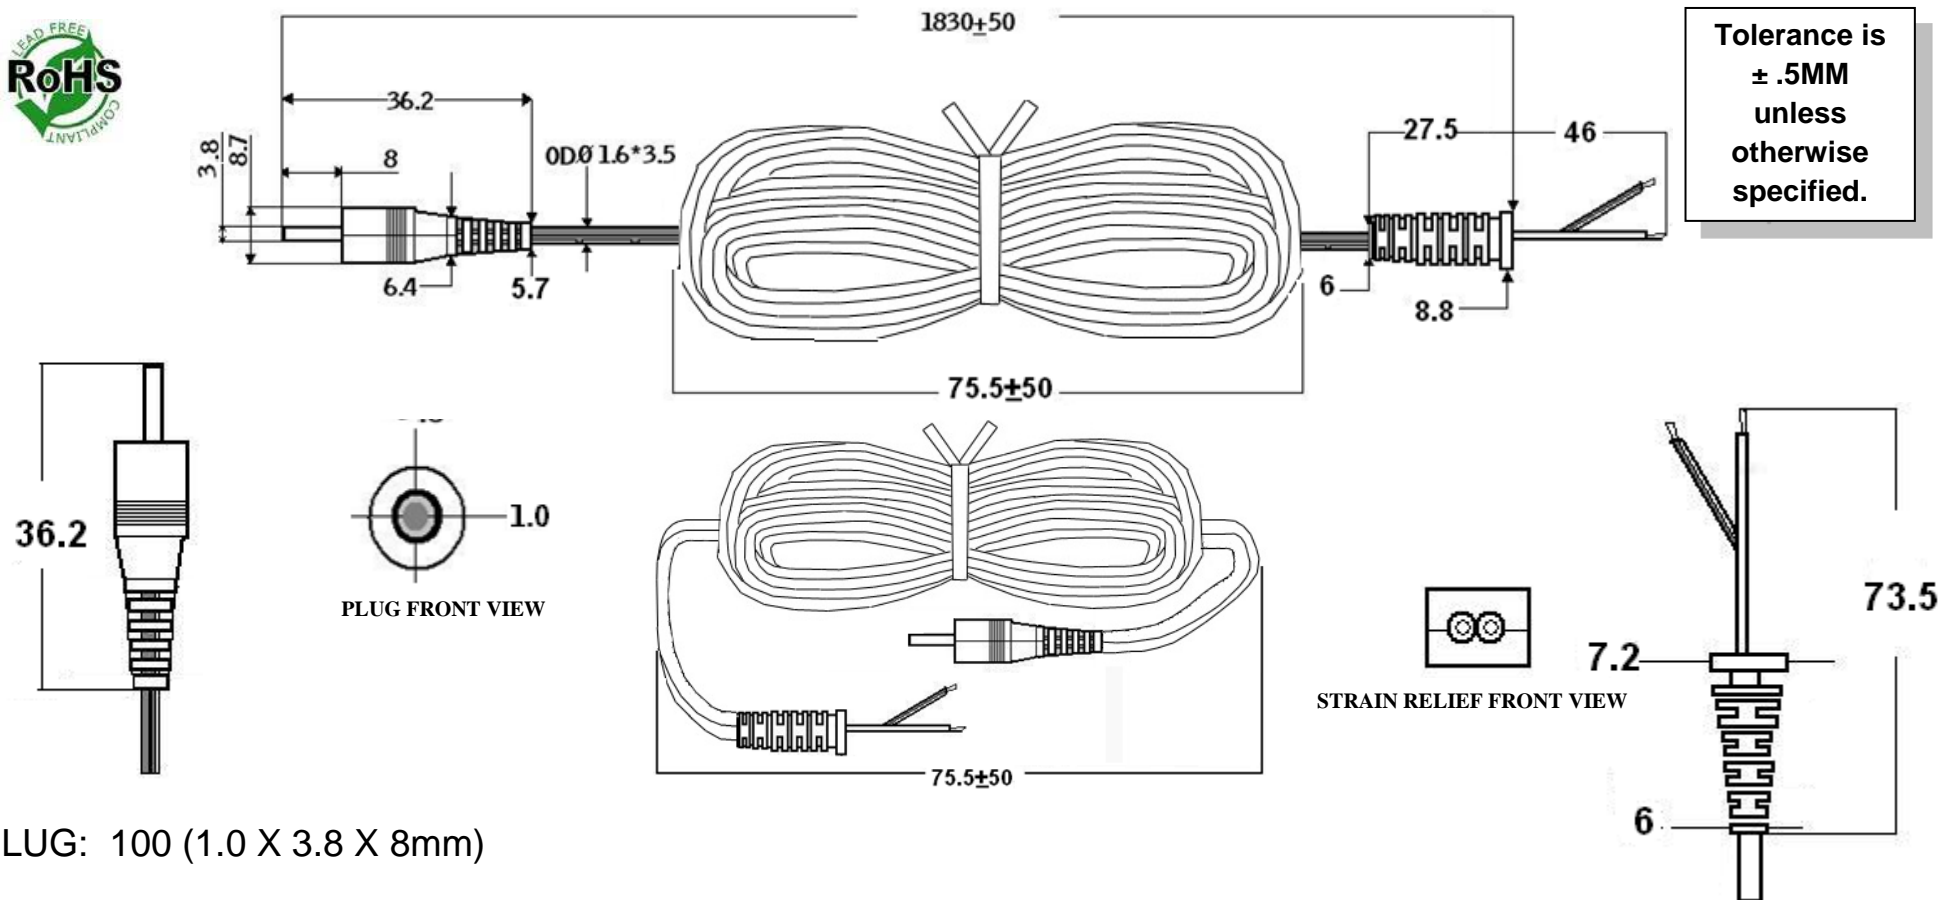 LEAD FREE
RoHS
COMPLIANT
1830±50
Tolerance is
± .5MM
unless
otherwise
specified.
36.2
3.8
8.7
8
ODØ 1.6*3.5
27.5
46
6.4
5.7
6
8.8
75.5±50
36.2
1.0
PLUG FRONT VIEW
75.5±50
STRAIN RELIEF FRONT VIEW
7.2
73.5
6
LUG: 100 (1.0 X 3.8 X 8mm)